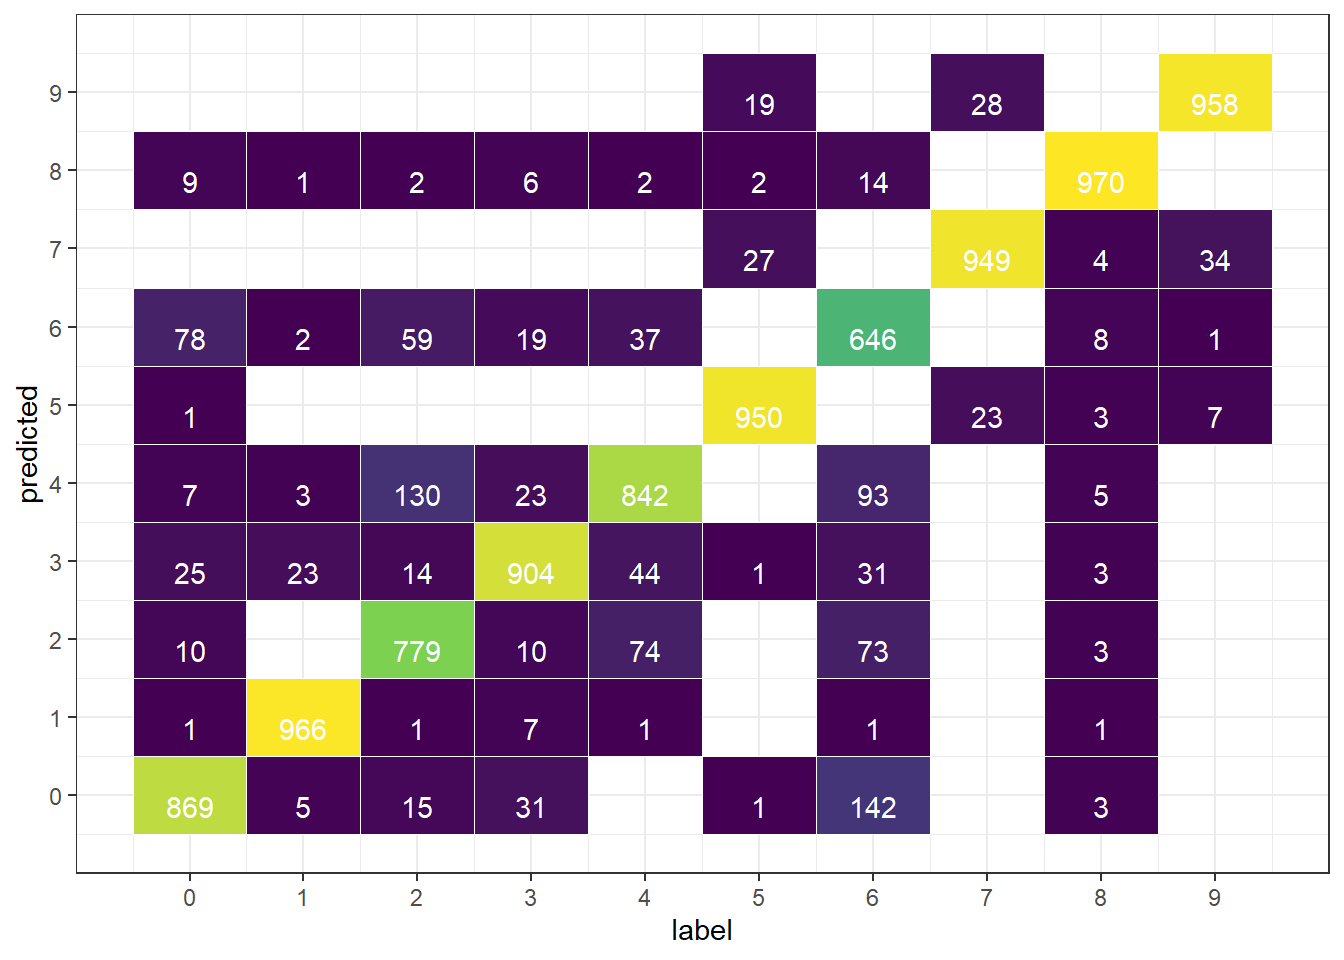 9 19 28 958
8 9 1 2 6 2 2 14 970
7 27 949 4 34
6 78 2 59 19 37 646 8 1
5 1 950 23 3 7
4 7 3 130 23 842 93 5
3 25 23 14 904 44 1 31 3
2 10 779 10 74 73 3
1 1 966 1 7 1 1 1
0 869 5 15 31 1 142 3
0 1 2 3 4 5 6 7 8 9
label
predicted